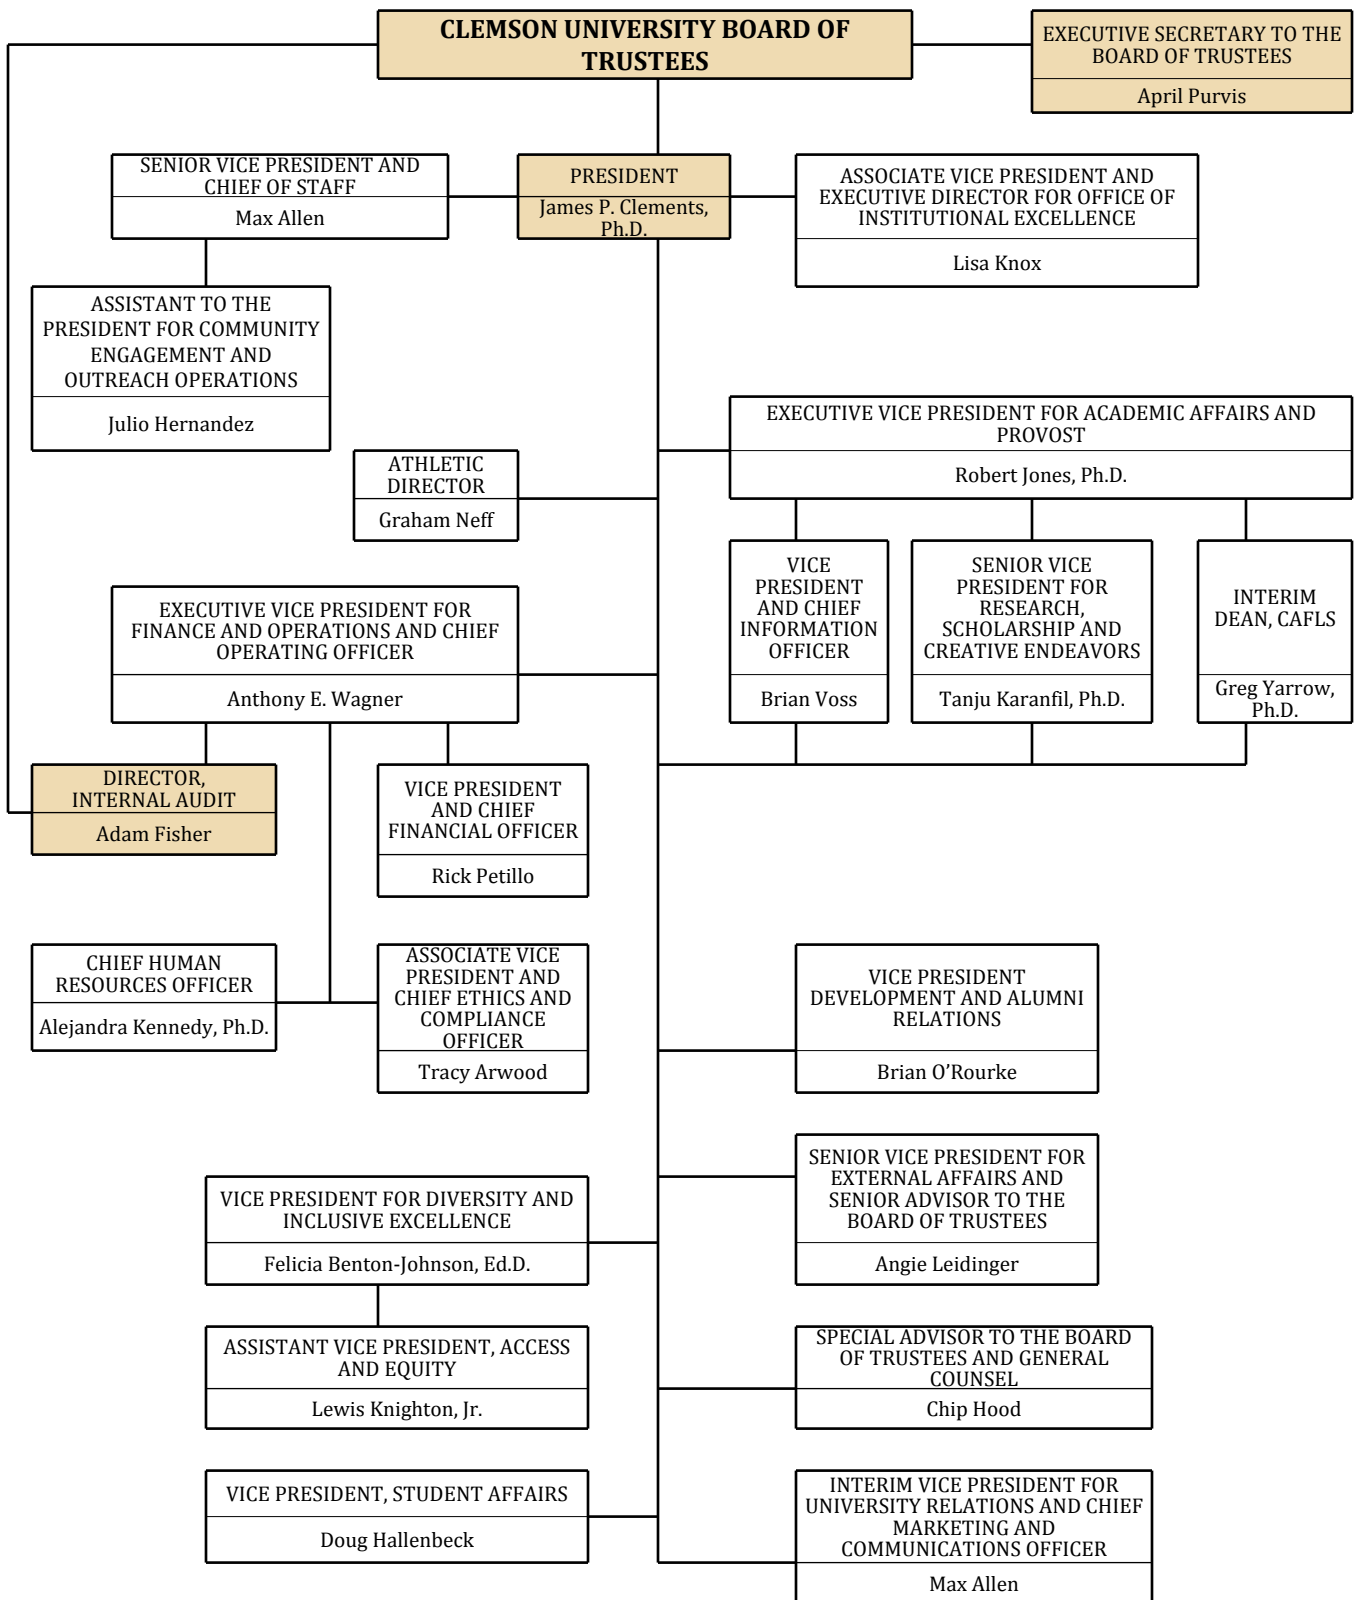 CLEMSON UNIVERSITY BOARD OF
TRUSTEES
EXECUTIVE SECRETARY TO THE
BOARD OF TRUSTEES
April Purvis
SENIOR VICE PRESIDENT AND
CHIEF OF STAFF
Max Allen
PRESIDENT
James P. Clements,
Ph.D.
ASSOCIATE VICE PRESIDENT AND
EXECUTIVE DIRECTOR FOR OFFICE OF
INSTITUTIONAL EXCELLENCE
Lisa Knox
ASSISTANT TO THE
PRESIDENT FOR COMMUNITY
ENGAGEMENT AND
OUTREACH OPERATIONS
Julio Hernandez
EXECUTIVE VICE PRESIDENT FOR ACADEMIC AFFAIRS AND
PROVOST
Robert Jones, Ph.D.
ATHLETIC
DIRECTOR
Graham Neff
VICE
PRESIDENT
AND CHIEF
INFORMATION
OFFICER
Brian Voss
SENIOR VICE
PRESIDENT FOR
RESEARCH,
SCHOLARSHIP AND
CREATIVE ENDEAVORS
Tanju Karanfil, Ph.D.
INTERIM
DEAN, CAFLS
Greg Yarrow,
Ph.D.
EXECUTIVE VICE PRESIDENT FOR
FINANCE AND OPERATIONS AND CHIEF
OPERATING OFFICER
Anthony E. Wagner
DIRECTOR,
INTERNAL AUDIT
Adam Fisher
VICE PRESIDENT
AND CHIEF
FINANCIAL OFFICER
Rick Petillo
CHIEF HUMAN
RESOURCES OFFICER
Alejandra Kennedy, Ph.D.
ASSOCIATE VICE
PRESIDENT AND
CHIEF ETHICS AND
COMPLIANCE
OFFICER
Tracy Arwood
VICE PRESIDENT
DEVELOPMENT AND ALUMNI
RELATIONS
Brian O’Rourke
SENIOR VICE PRESIDENT FOR
EXTERNAL AFFAIRS AND
SENIOR ADVISOR TO THE
BOARD OF TRUSTEES
Angie Leidinger
VICE PRESIDENT FOR DIVERSITY AND
INCLUSIVE EXCELLENCE
Felicia Benton-Johnson, Ed.D.
ASSISTANT VICE PRESIDENT, ACCESS
AND EQUITY
Lewis Knighton, Jr.
SPECIAL ADVISOR TO THE BOARD
OF TRUSTEES AND GENERAL
COUNSEL
Chip Hood
VICE PRESIDENT, STUDENT AFFAIRS
Doug Hallenbeck
INTERIM VICE PRESIDENT FOR
UNIVERSITY RELATIONS AND CHIEF
MARKETING AND
COMMUNICATIONS OFFICER
Max Allen